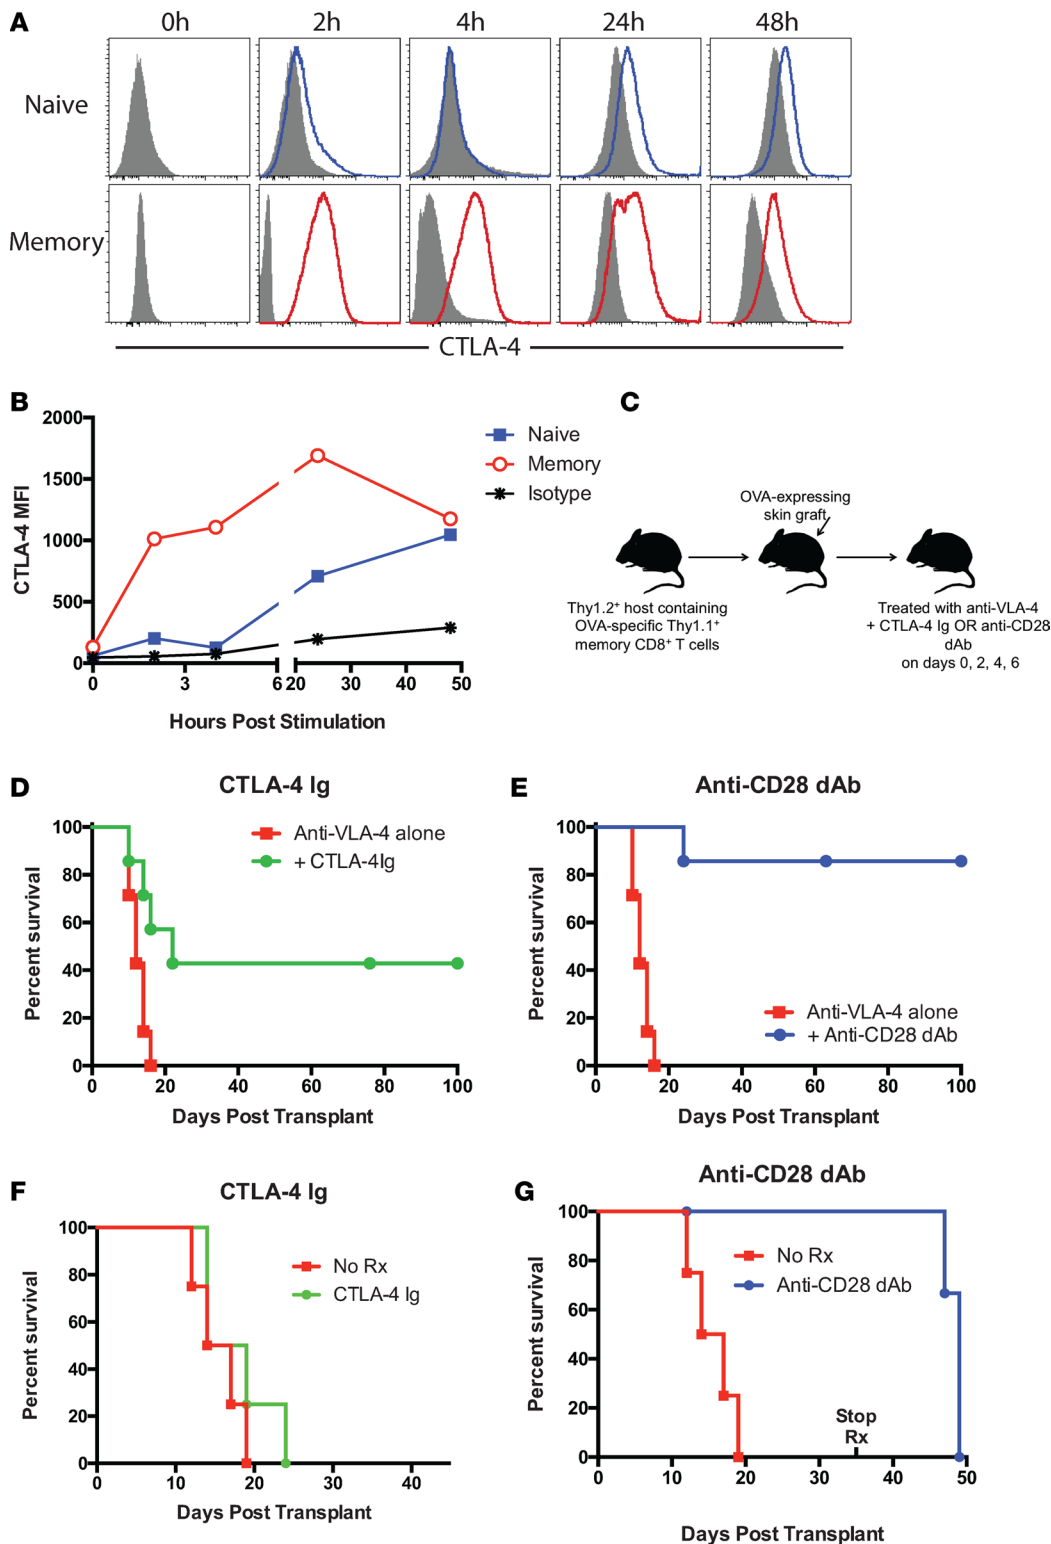 A
0h 2h 4h 24h 48h
Naive
Memory
CTLA-4
B
2000
1500
1000
500
0
CTLA-4 MFI
0 3 6 20 30 40 50
Hours Post Stimulation
Naive
Memory
Isotype
C
OVA-expressing
skin graft
Thy1.2+ host containing
OVA-specific Thy1.1+
memory CD8+ T cells
Treated with anti-VLA-4
+ CTLA-4 Ig OR anti-CD28
dAb
on days 0, 2, 4, 6
D
CTLA-4 Ig
Percent survival
100
80
60
40
20
0
0 20 40 60 80 100
Days Post Transplant
Anti-VLA-4 alone
+ CTLA-4Ig
E
Anti-CD28 dAb
Percent survival
100
80
60
40
20
0
0 20 40 60 80 100
Days Post Transplant
Anti-VLA-4 alone
+ Anti-CD28 dAb
F
CTLA-4 Ig
Percent survival
100
80
60
40
20
0
0 10 20 30 40
Days Post Transplant
No Rx
CTLA-4 Ig
G
Anti-CD28 dAb
Percent survival
100
80
60
40
20
0
0 10 20 30 40 50
Days Post Transplant
No Rx
Anti-CD28 dAb
Stop
Rx